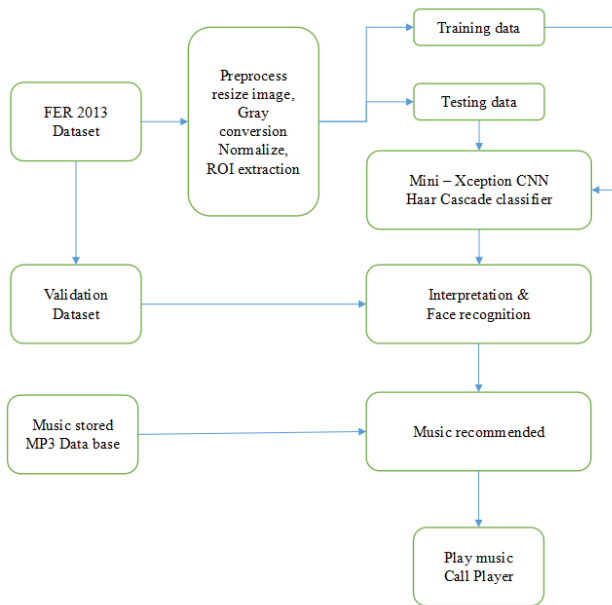 Training data
Preprocess
resize image,
Gray
conversion
Normalize,
ROI extraction
FER 2013
Dataset
Testing data
Mini – Xception CNN
Haar Cascade classifier
Validation
Dataset
Interpretation &
Face recognition
Music stored
MP3 Data base
Music recommended
Play music
Call Player